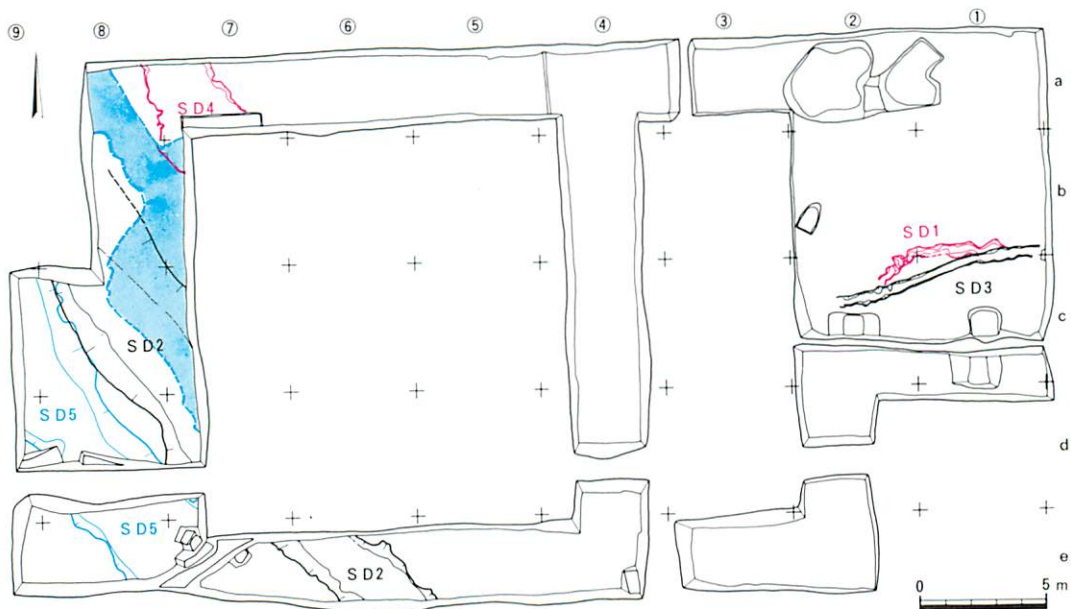 ⑨ ⑧ ⑦ ⑥ ⑤ ④ ③ ② ①
a
SD4
b
SD1
SD3
c
SD2
SD5
d
SD5
SD2
e
0 5
m